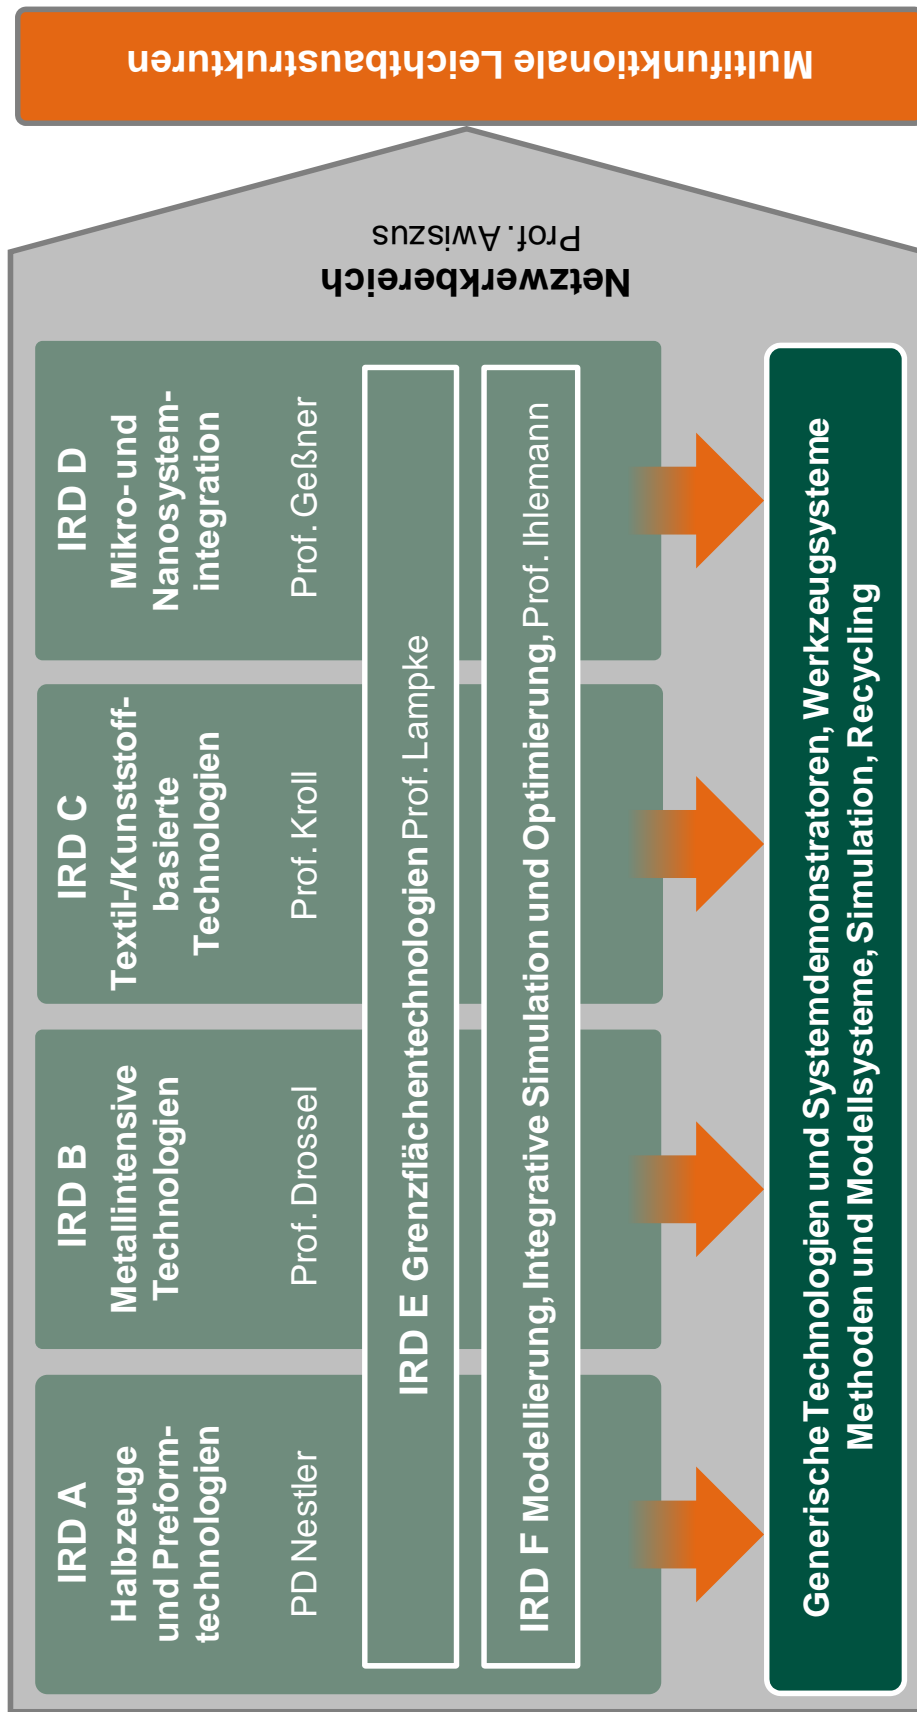 IRD A
Halbzeuge
und Preform-
technologien
PD Nestler
IRD B
Metallintensive
Technologien
Prof. Drossel
IRD C
Textil-/Kunststoff-
basierte
Technologien
Prof. Kroll
IRD D
Mikro- und
Nanosystem-
integration
Prof. Geßner
IRD E Grenzflächentechnologien Prof. Lampke
IRD F Modellierung, Integrative Simulation und Optimierung, Prof. Ihlemann
Generische Technologien und Systemdemonstratoren, Werkzeugsysteme
Methoden und Modellsysteme, Simulation, Recycling
Netzwerkbereich
Prof. Awiszus
Multifunktionale Leichtbaustrukturen